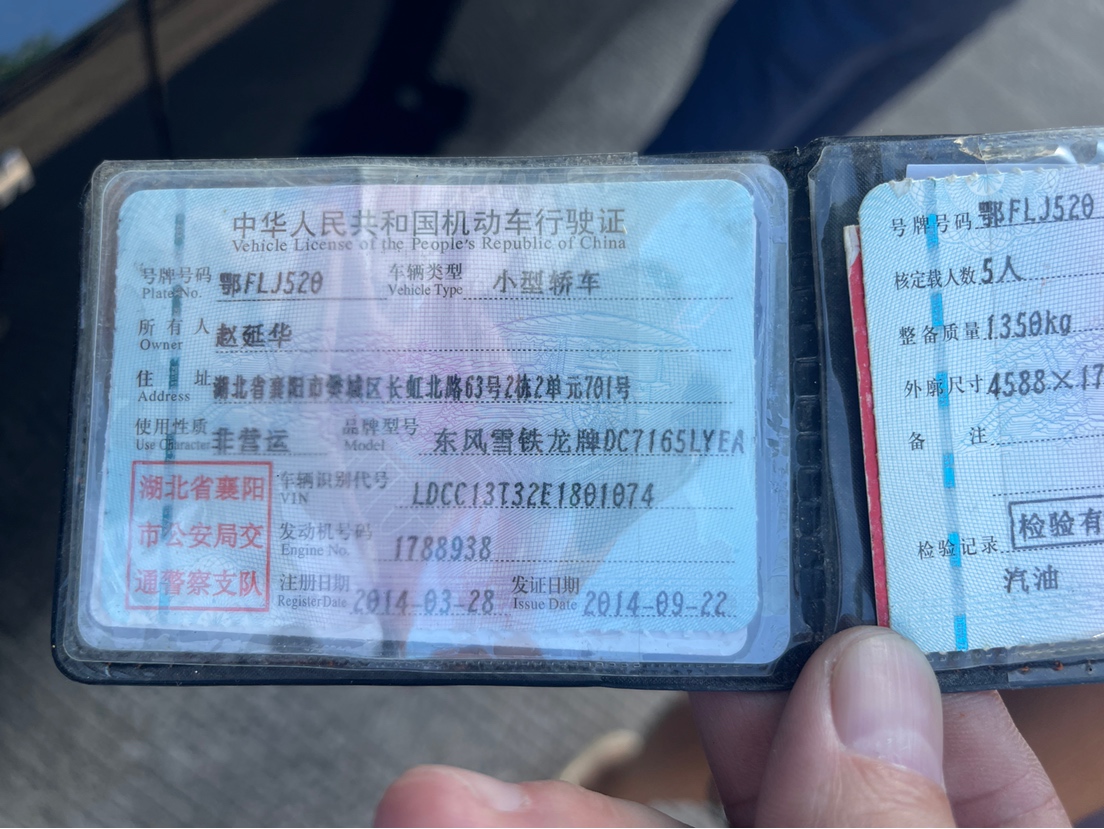 中华人民共和国机动车行驶证
Vehicle License of the People's Republic of China
号牌号码 鄂FLJ520 车辆类型 小型轿车
Plate No. Vehicle Type
所有人 赵延华
Owner
住址 湖北省襄阳市樊城区长虹北路63号2栋2单元701号
Address
使用性质 非营运 品牌型号 东风雪铁龙牌DC7165LYEA
Use Character Model
车辆识别代号 LDCC13T32E1801074
VIN
发动机号码 1788938
Engine No.
注册日期 2014-03-28 发证日期 2014-09-22
Register Date Issue Date
湖北省襄阳
市公安局交
通警察支队
号牌号码 鄂FLJ520
核定载人数 5人
整备质量 1350kg
外廓尺寸 4588×17
备注
检验记录 检验有
汽油